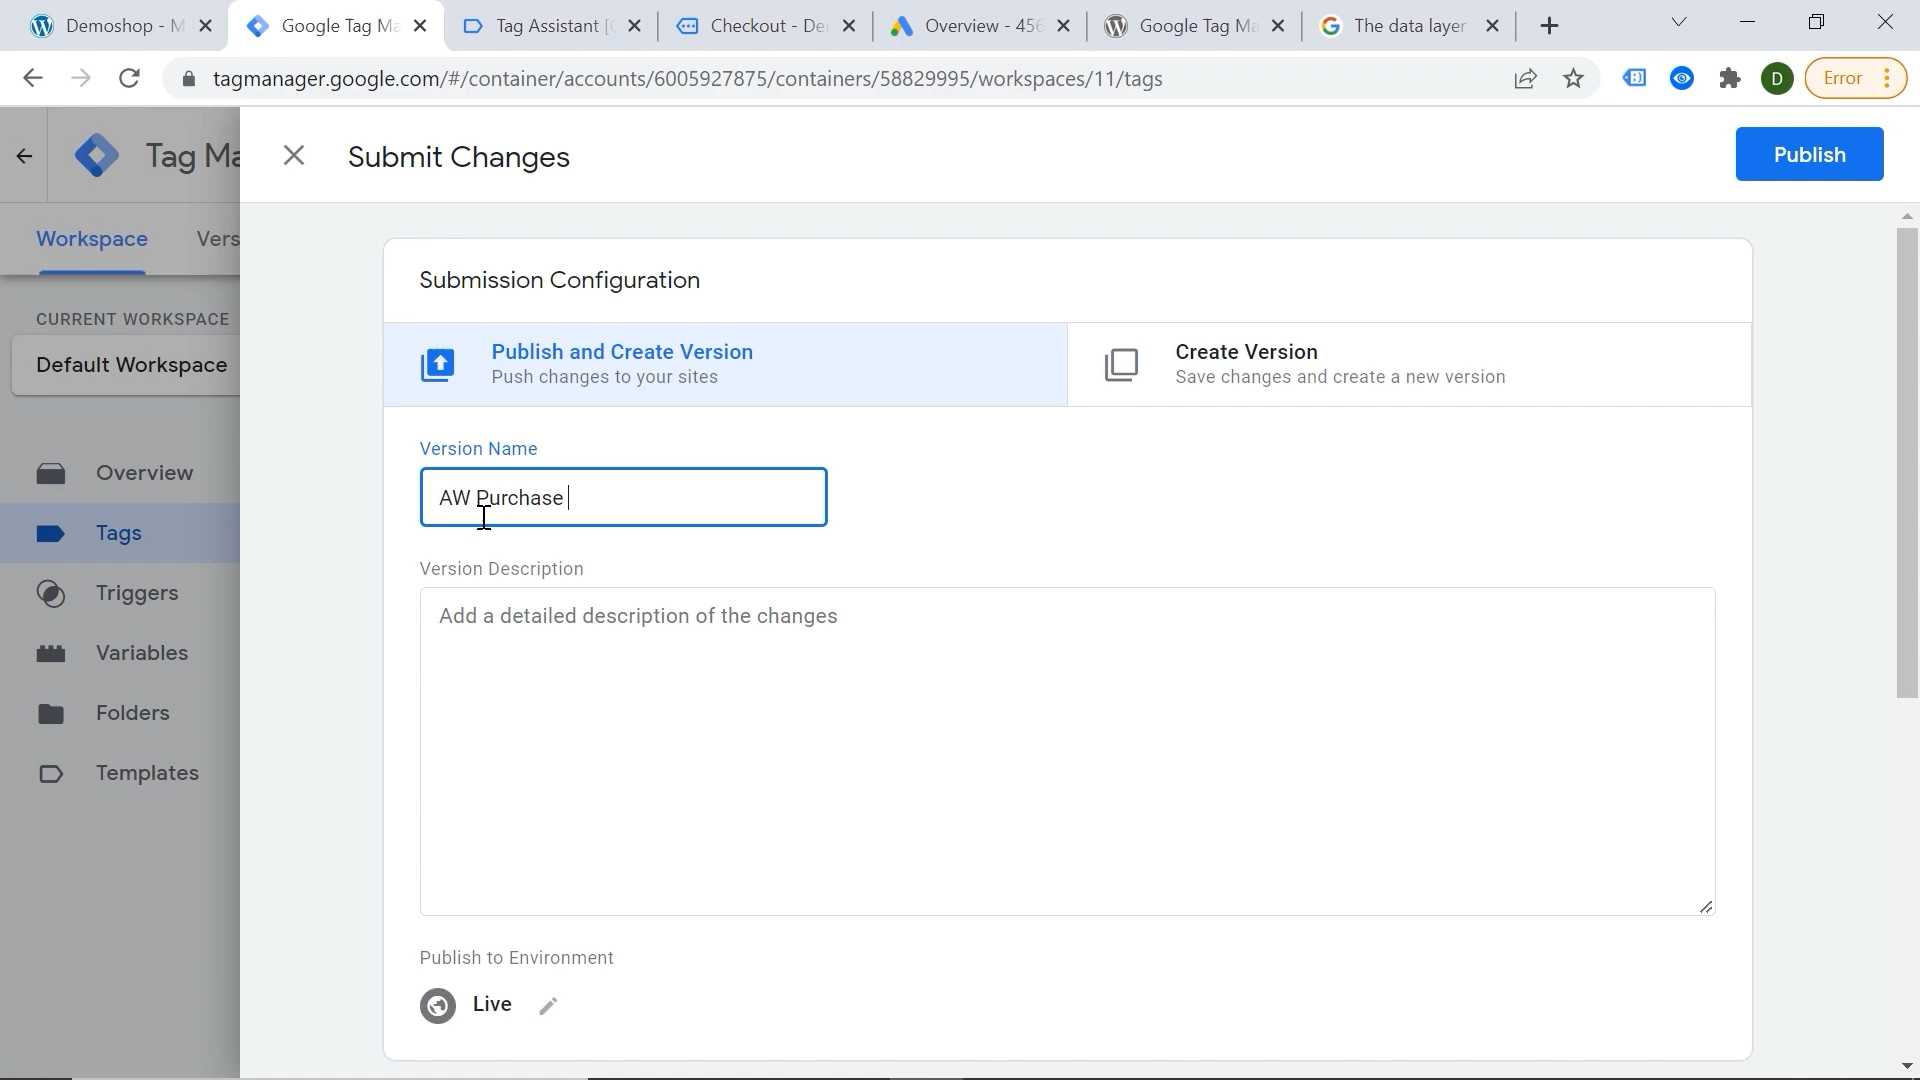 Demoshop - M
Google Tag Ma
Tag Assistant [
Checkout - De
Overview - 456
Google Tag Ma
The data layer
tagmanager.google.com/#/container/accounts/6005927875/containers/58829995/workspaces/11/tags
D
Error
Tag Ma
Submit Changes
Publish
Workspace
Vers
CURRENT WORKSPACE
Default Workspace
Overview
Tags
Triggers
Variables
Folders
Templates
Submission Configuration
Publish and Create Version
Push changes to your sites
Create Version
Save changes and create a new version
Version Name
AW Purchase
Version Description
Add a detailed description of the changes
Publish to Environment
Live